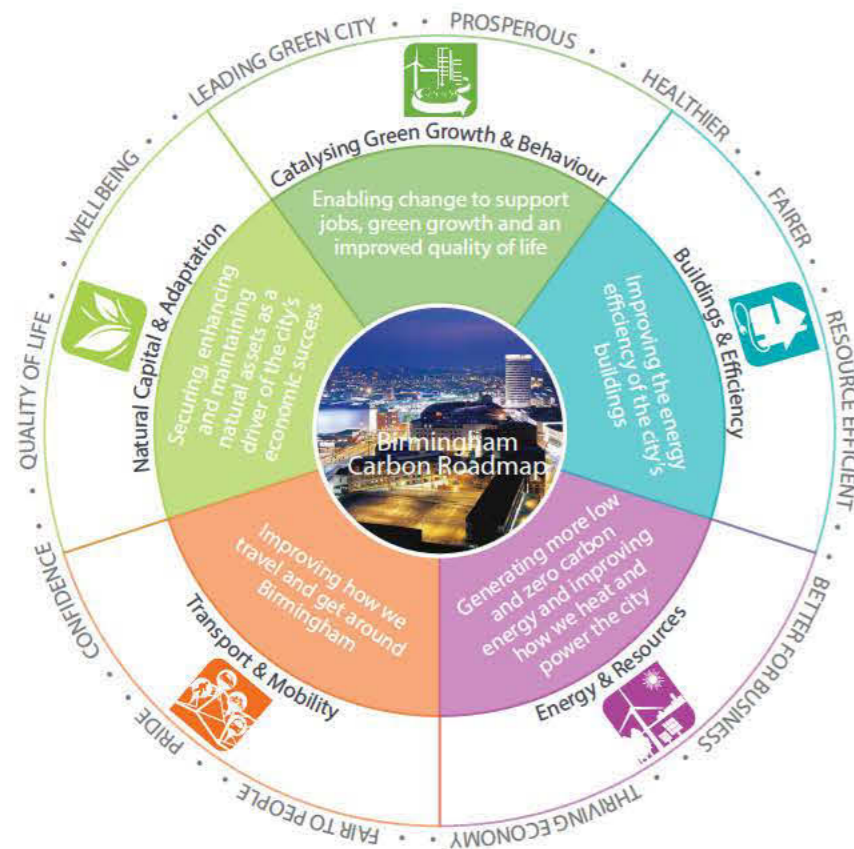 LEADING GREEN CITY
PROSPEROUS
HEALTHIER
FAIRER
RESOURCE EFFICIENT
BETTER FOR BUSINESS
THRIVING ECONOMY
FAIR TO PEOPLE
PRIDE
CONFIDENCE
QUALITY OF LIFE
WELLBEING
Catalysing Green Growth & Behaviour
Enabling change to support
jobs, green growth and an
improved quality of life
Buildings & Efficiency
Improving the energy
efficiency of the city's
buildings
Energy & Resources
Generating more low
and zero carbon
energy and improving
how we heat and
power the city
Transport & Mobility
Improving how we
travel and get around
Birmingham
Natural Capital & Adaptation
Securing, enhancing
and maintaining
natural assets as a
driver of the city's
economic success
Birmingham
Carbon Roadmap